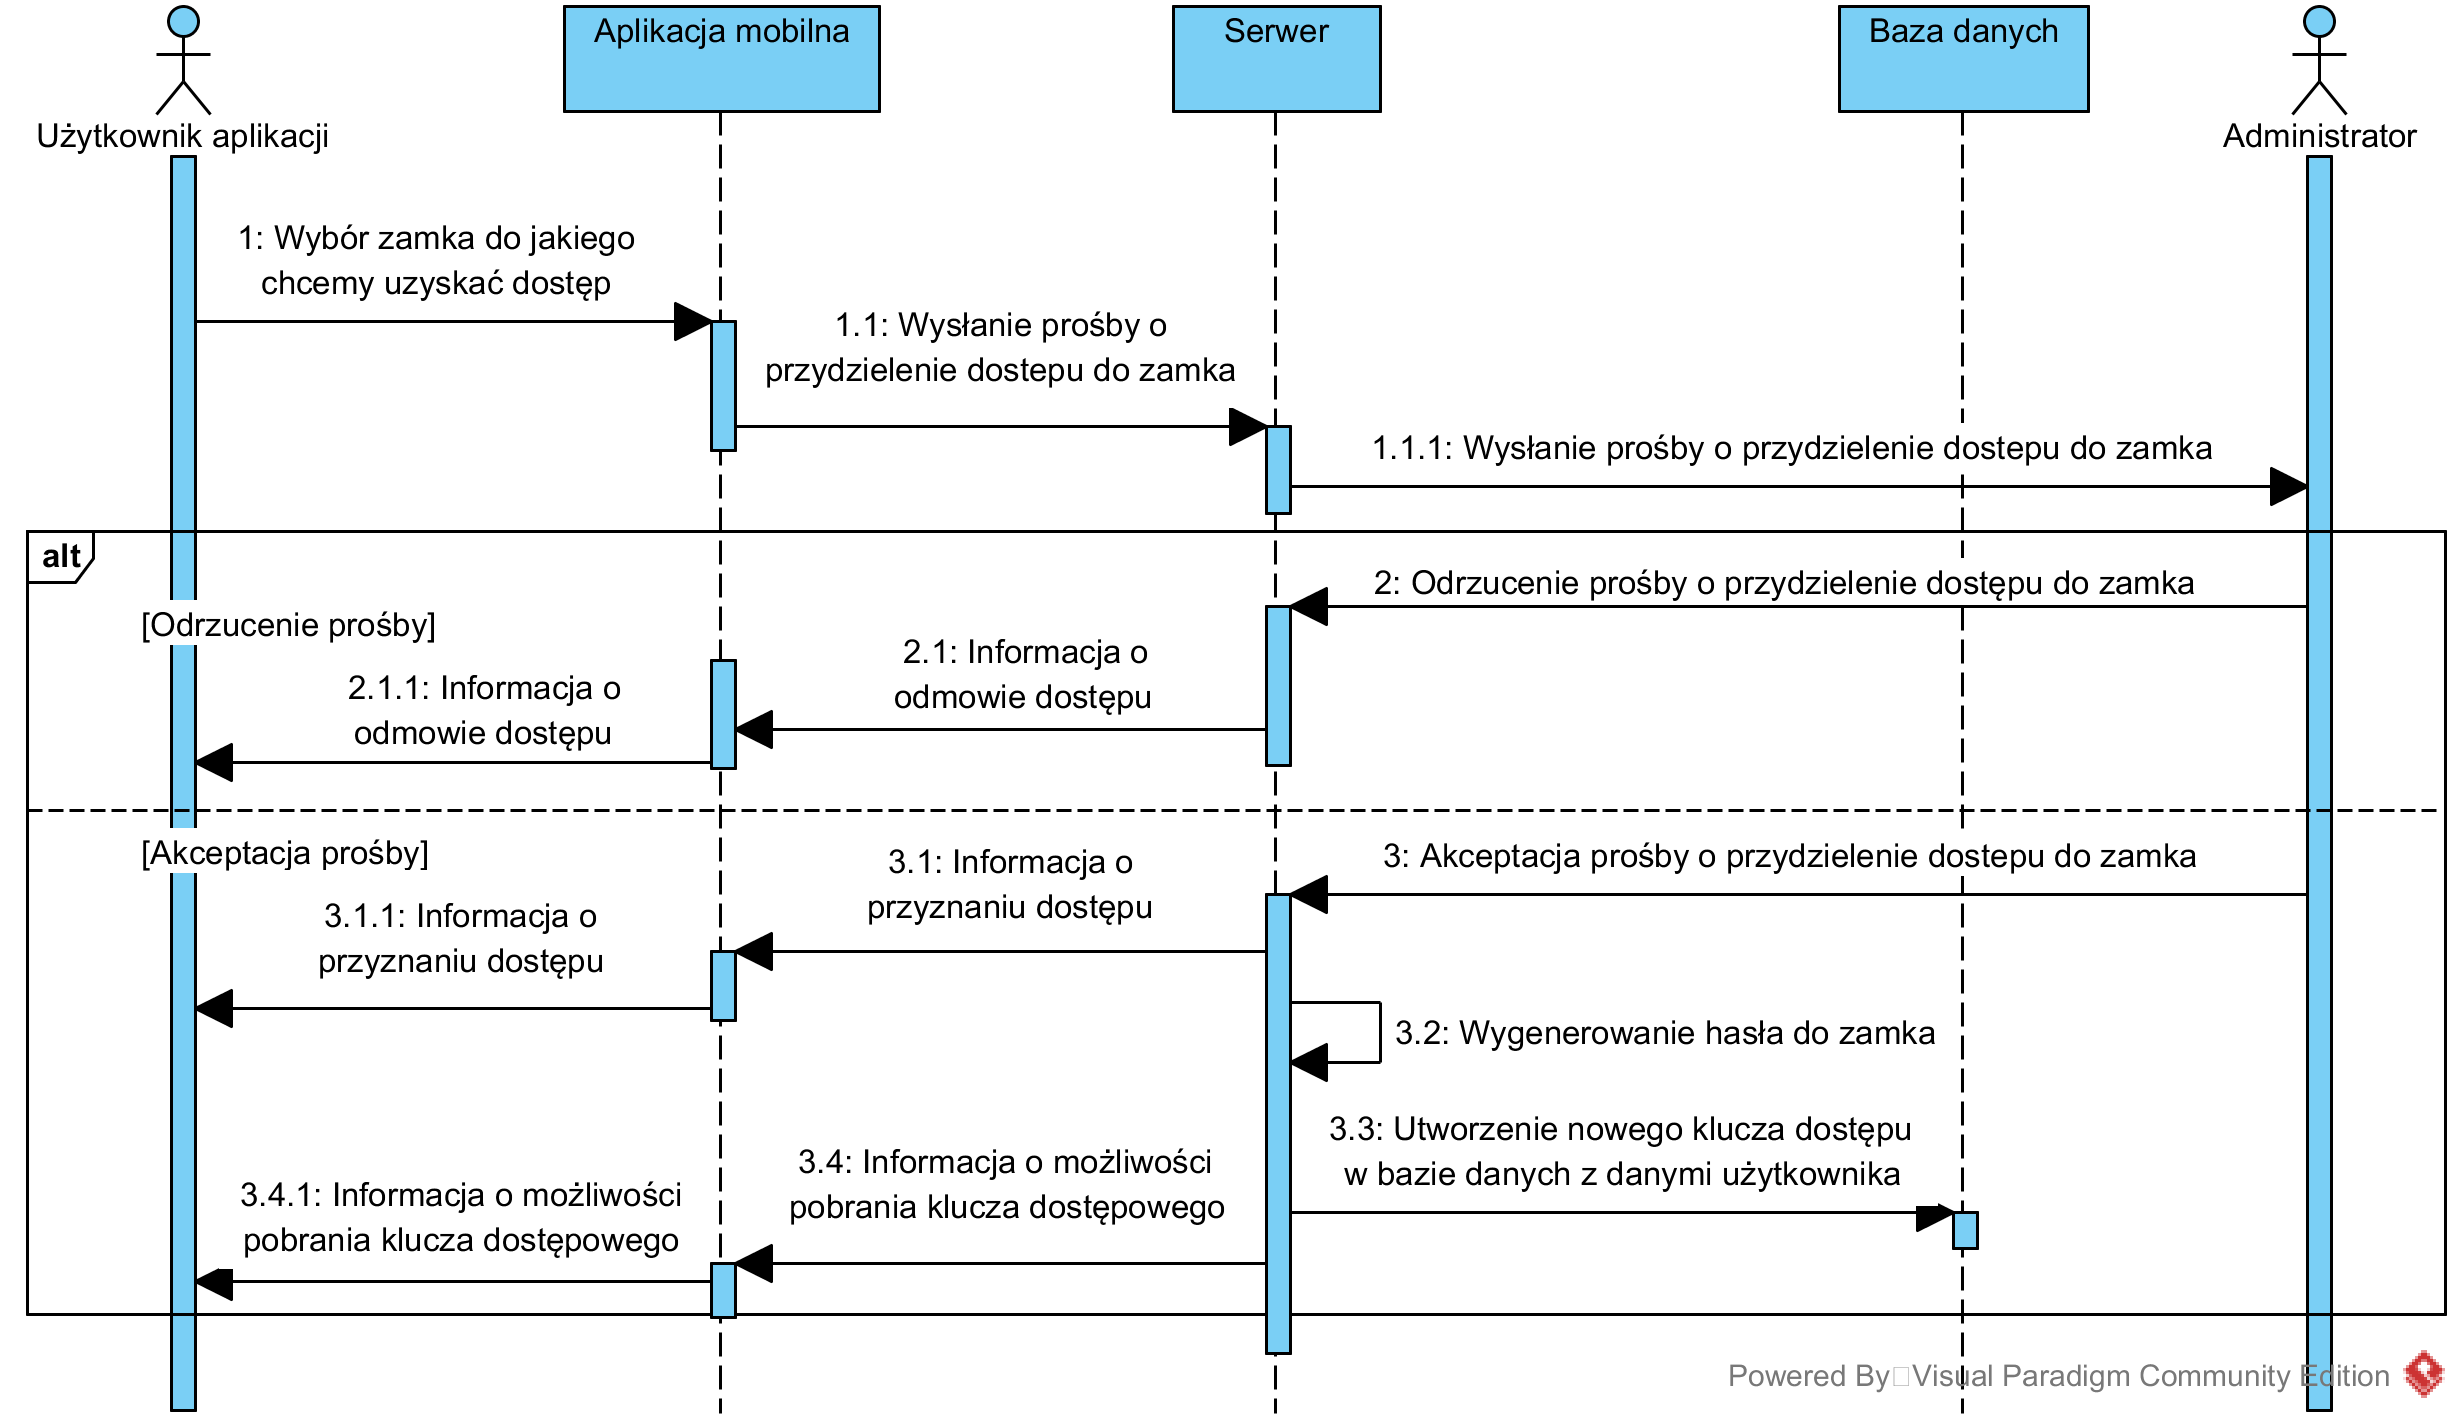 Aplikacja mobilna
Serwer
Baza danych
Użytkownik aplikacji
Administrator
1: Wybór zamka do jakiego
chcemy uzyskać dostęp
1.1: Wysłanie prośby o
przydzielenie dostepu do zamka
1.1.1: Wysłanie prośby o przydzielenie dostepu do zamka
alt
2: Odrzucenie prośby o przydzielenie dostępu do zamka
[Odrzucenie prośby]
2.1: Informacja o
odmowie dostępu
2.1.1: Informacja o
odmowie dostępu
[Akceptacja prośby]
3: Akceptacja prośby o przydzielenie dostepu do zamka
3.1: Informacja o
przyznaniu dostępu
3.1.1: Informacja o
przyznaniu dostępu
3.2: Wygenerowanie hasła do zamka
3.3: Utworzenie nowego klucza dostępu
w bazie danych z danymi użytkownika
3.4: Informacja o możliwości
pobrania klucza dostępowego
3.4.1: Informacja o możliwości
pobrania klucza dostępowego
Powered By Visual Paradigm Community Edition